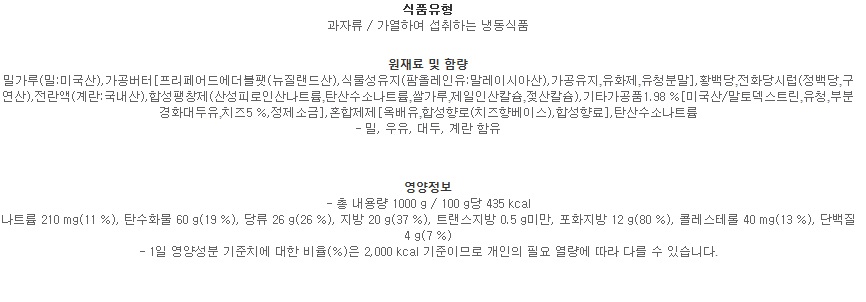 식품유형
과자류 / 가열하여 섭취하는 냉동식품
원재료 및 함량
밀가루(밀:미국산),가공버터[프리페어드에더블팻(뉴질랜드산),식물성유지(팜올레인유:말레이시아산),가공유지,유화제,유청분말],황백당,전화당시럽(정백당,구
연산),전란액(계란:국내산),합성팽창제(산성피로인산나트륨,탄산수소나트륨,쌀가루,제일인산칼슘,젖산칼슘),기타가공품1.98 %[미국산/말토덱스트린,유청,부분
경화대두유,치즈5 %,정제소금],혼합제제[옥배유,합성향로(치즈향베이스),합성향료],탄산수소나트륨
- 밀, 우유, 대두, 계란 함유
영양정보
- 총 내용량 1000 g / 100 g당 435 kcal
나트륨 210 mg(11 %), 탄수화물 60 g(19 %), 당류 26 g(26 %), 지방 20 g(37 %), 트랜스지방 0.5 g미만, 포화지방 12 g(80 %), 콜레스테롤 40 mg(13 %), 단백질
4 g(7 %)
- 1일 영양성분 기준치에 대한 비율(%)은 2,000 kcal 기준이므로 개인의 필요 열량에 따라 다를 수 있습니다.